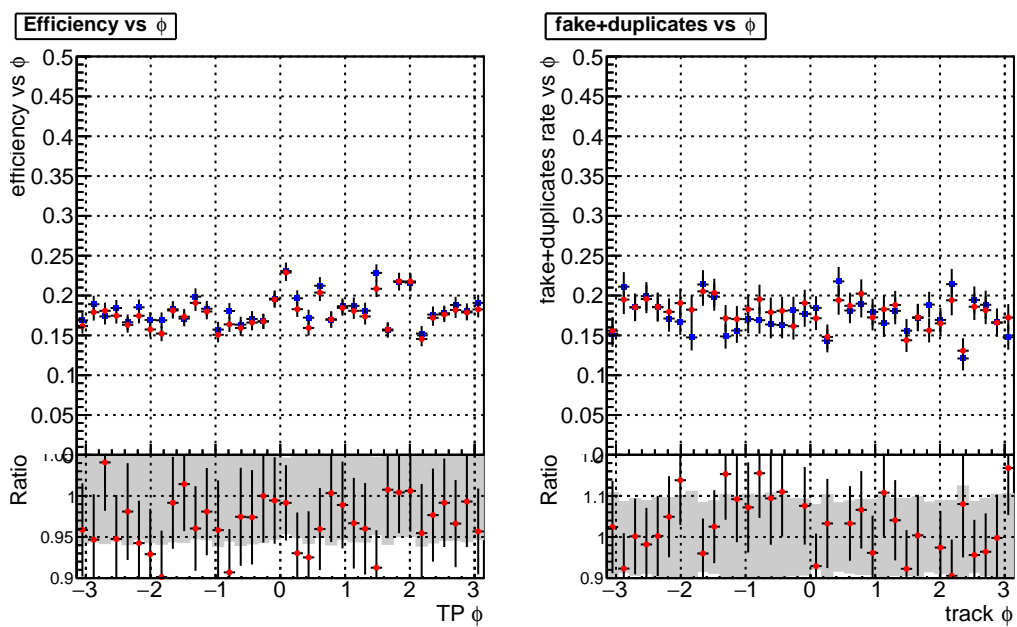 Efficiency vs ϕ
efficiency vs ϕ
0.5
0.45
0.4
0.35
0.3
0.25
0.2
0.15
0.1
0.05
0
Ratio
1
0.95
0.9
−3 −2 −1 0 1 2 3
TP ϕ
fake+duplicates vs ϕ
fake+duplicates rate vs ϕ
0.5
0.45
0.4
0.35
0.3
0.25
0.2
0.15
0.1
0.05
0
Ratio
1.1
1
0.9
−3 −2 −1 0 1 2 3
track ϕ